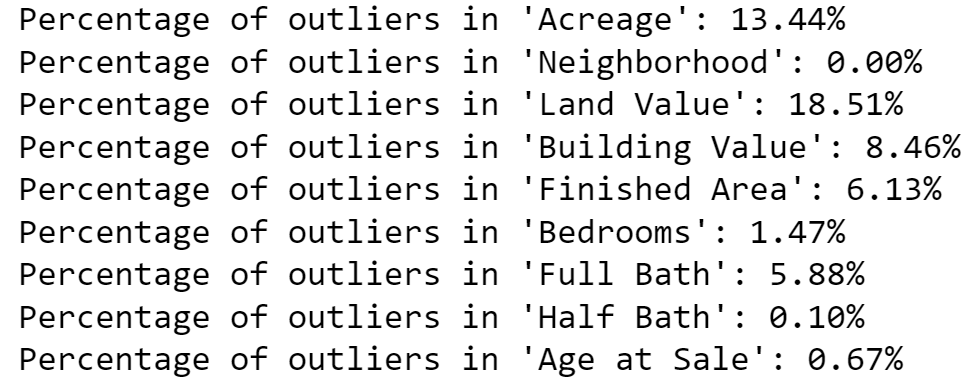 Percentage of outliers in 'Acreage': 13.44%
Percentage of outliers in 'Neighborhood': 0.00%
Percentage of outliers in 'Land Value': 18.51%
Percentage of outliers in 'Building Value': 8.46%
Percentage of outliers in 'Finished Area': 6.13%
Percentage of outliers in 'Bedrooms': 1.47%
Percentage of outliers in 'Full Bath': 5.88%
Percentage of outliers in 'Half Bath': 0.10%
Percentage of outliers in 'Age at Sale': 0.67%